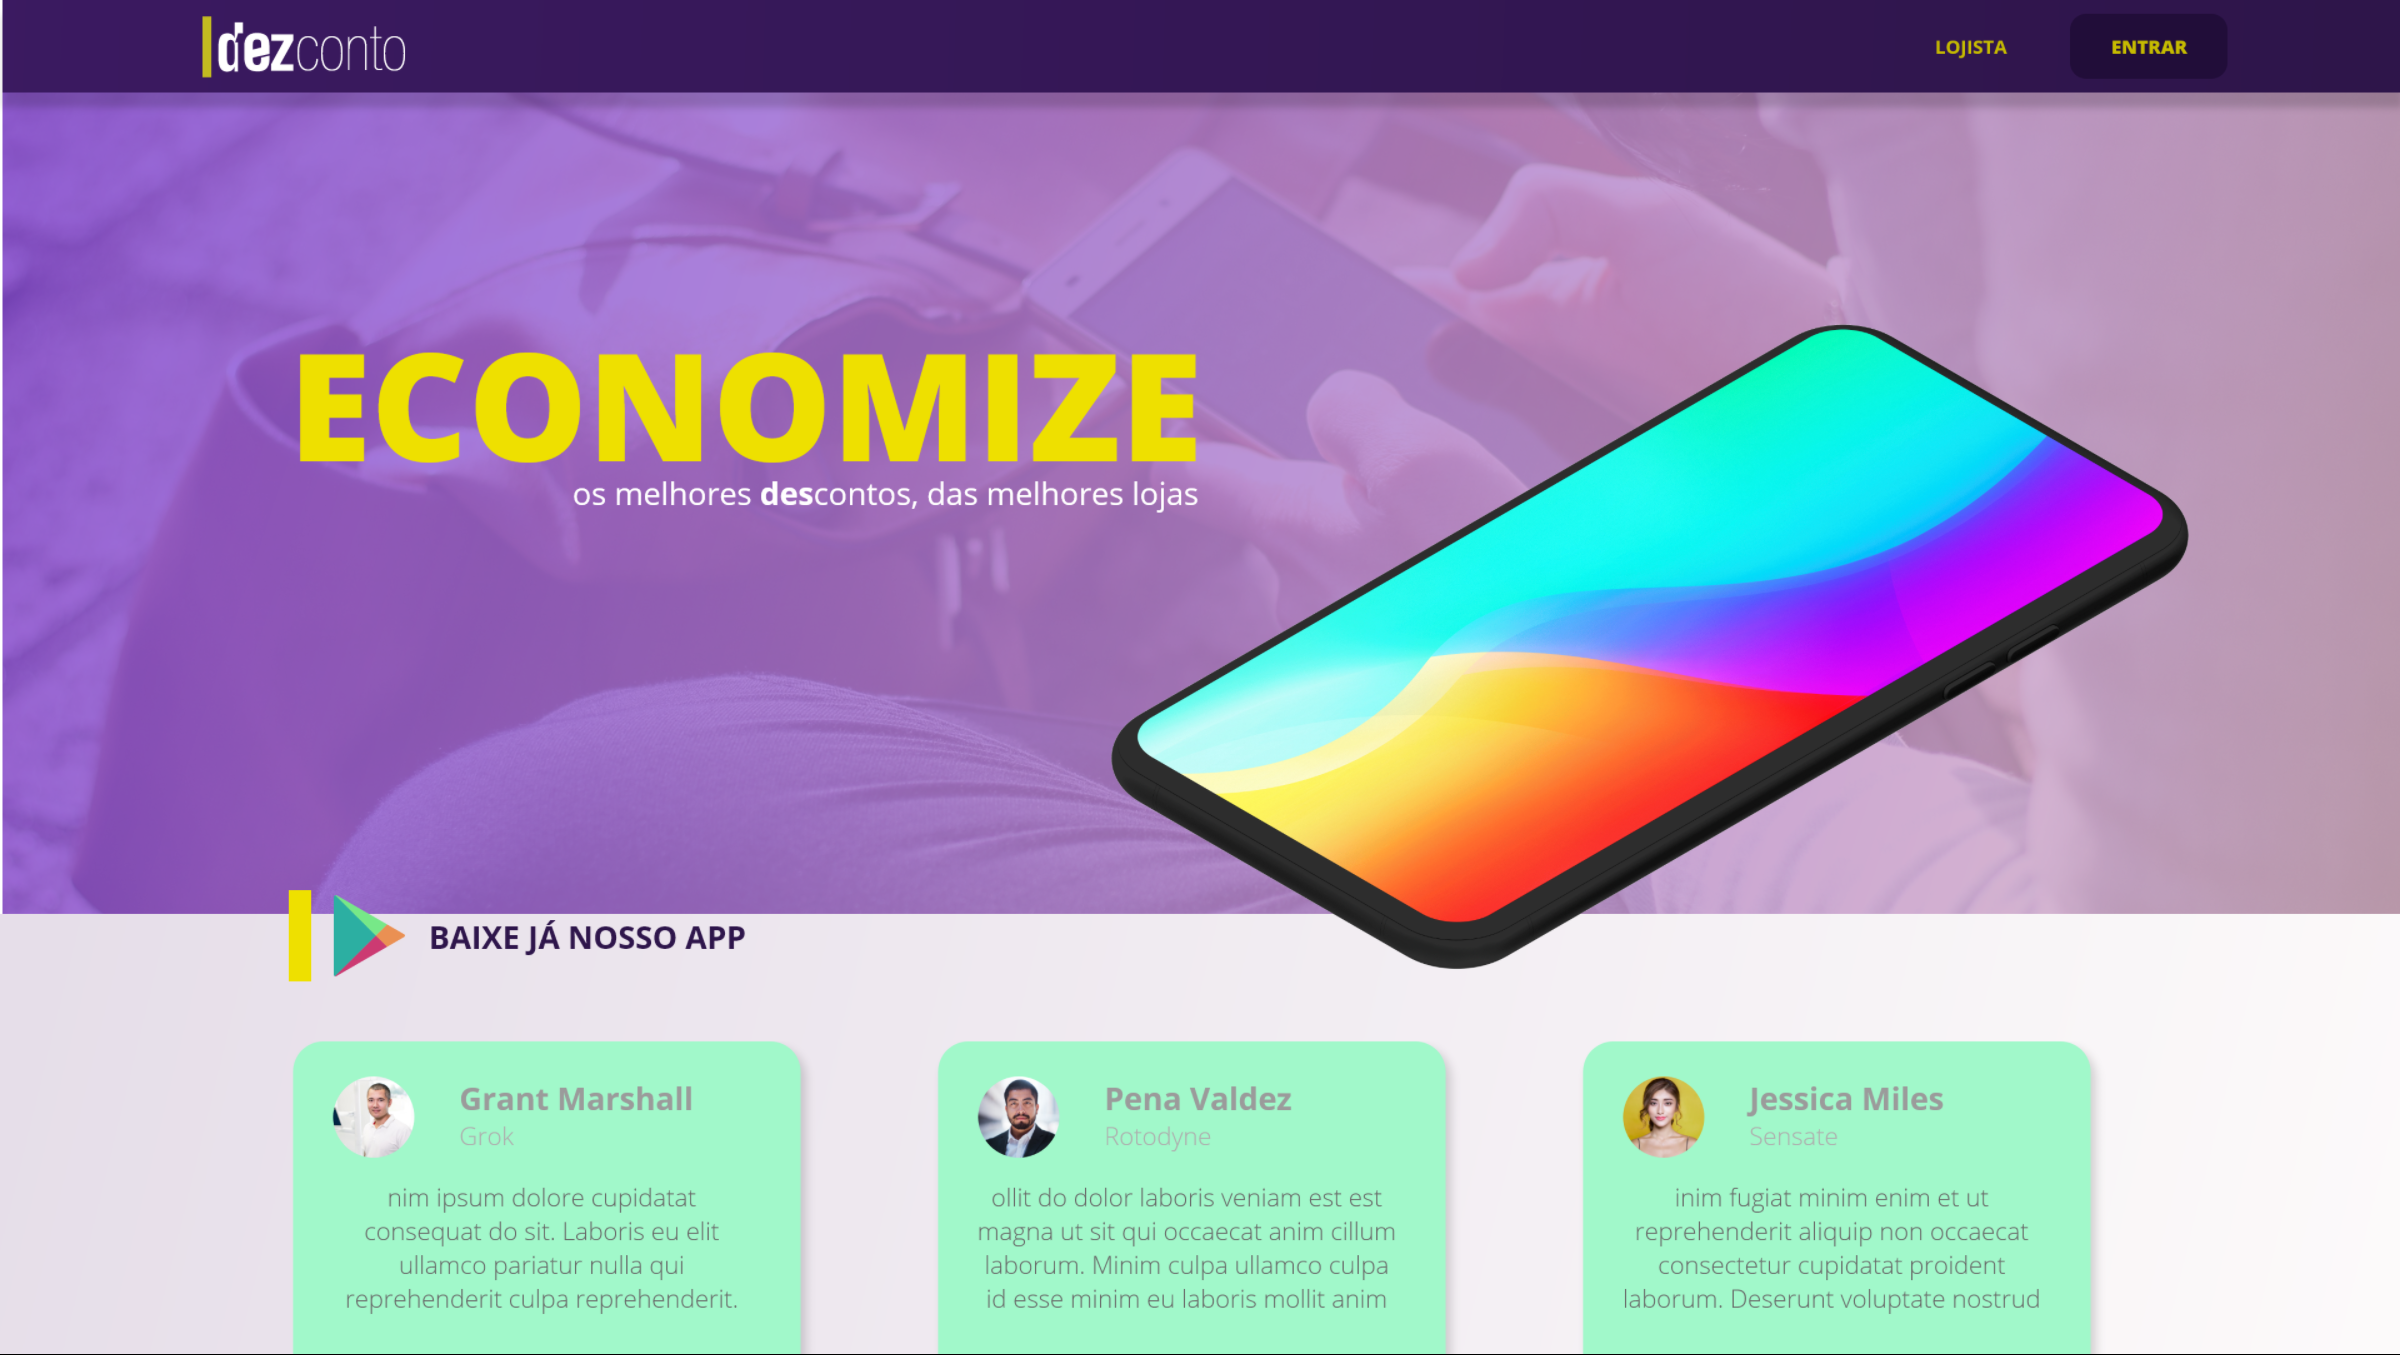 dezconto
LOJISTA
ENTRAR
ECONOMIZE
os melhores descontos, das melhores lojas
BAIXE JÁ NOSSO APP
Grant Marshall
Grok
nim ipsum dolore cupidatat
consequat do sit. Laboris eu elit
ullamco pariatur nulla qui
reprehenderit culpa reprehenderit.
Pena Valdez
Rotodyne
ollit do dolor laboris veniam est est
magna ut sit qui occaecat anim cillum
laborum. Minim culpa ullamco culpa
id esse minim eu laboris mollit anim
Jessica Miles
Sensate
inim fugiat minim enim et ut
reprehenderit aliquip non occaecat
consectetur cupidatat proident
laborum. Deserunt voluptate nostrud